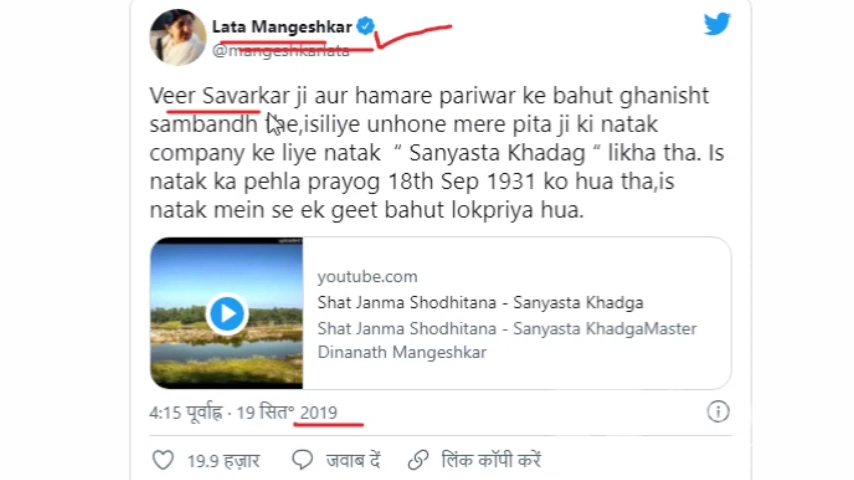 Lata Mangeshkar
@mangeshkarlata
Veer Savarkar ji aur hamare pariwar ke bahut ghanisht
sambandh the,isiliye unhone mere pita ji ki natak
company ke liye natak “ Sanyasta Khadag “ likha tha. Is
natak ka pehla prayog 18th Sep 1931 ko hua tha,is
natak mein se ek geet bahut lokpriya hua.
youtube.com
Shat Janma Shodhitana - Sanyasta Khadga
Shat Janma Shodhitana - Sanyasta KhadgaMaster
Dinanath Mangeshkar
4:15 पूर्वाह्न · 19 सित॰ 2019
19.9 हज़ार जवाब दें लिंक कॉपी करें